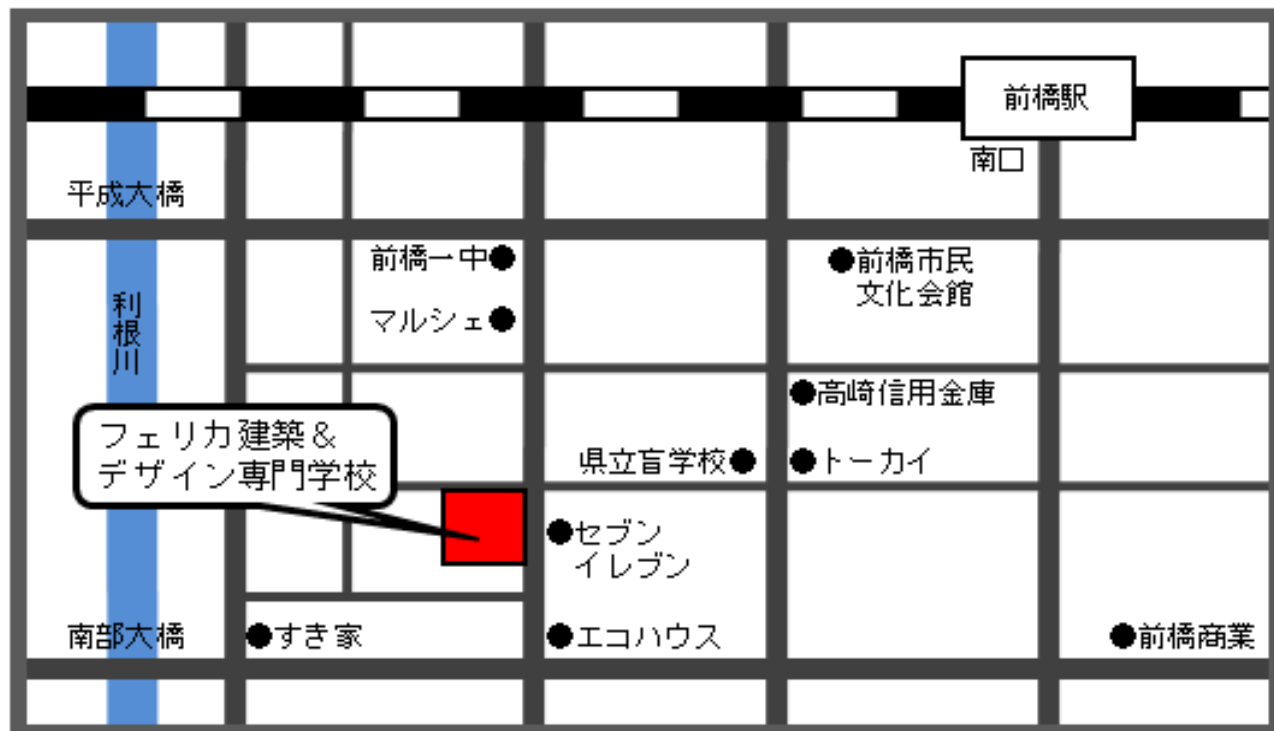 前橋駅
南口
平成大橋
前橋一中
前橋市民
文化会館
マルシェ
利根川
高崎信用金庫
フェリカ建築&
デザイン専門学校
県立盲学校
トーカイ
セブン
イレブン
南部大橋
すき家
エコハウス
前橋商業